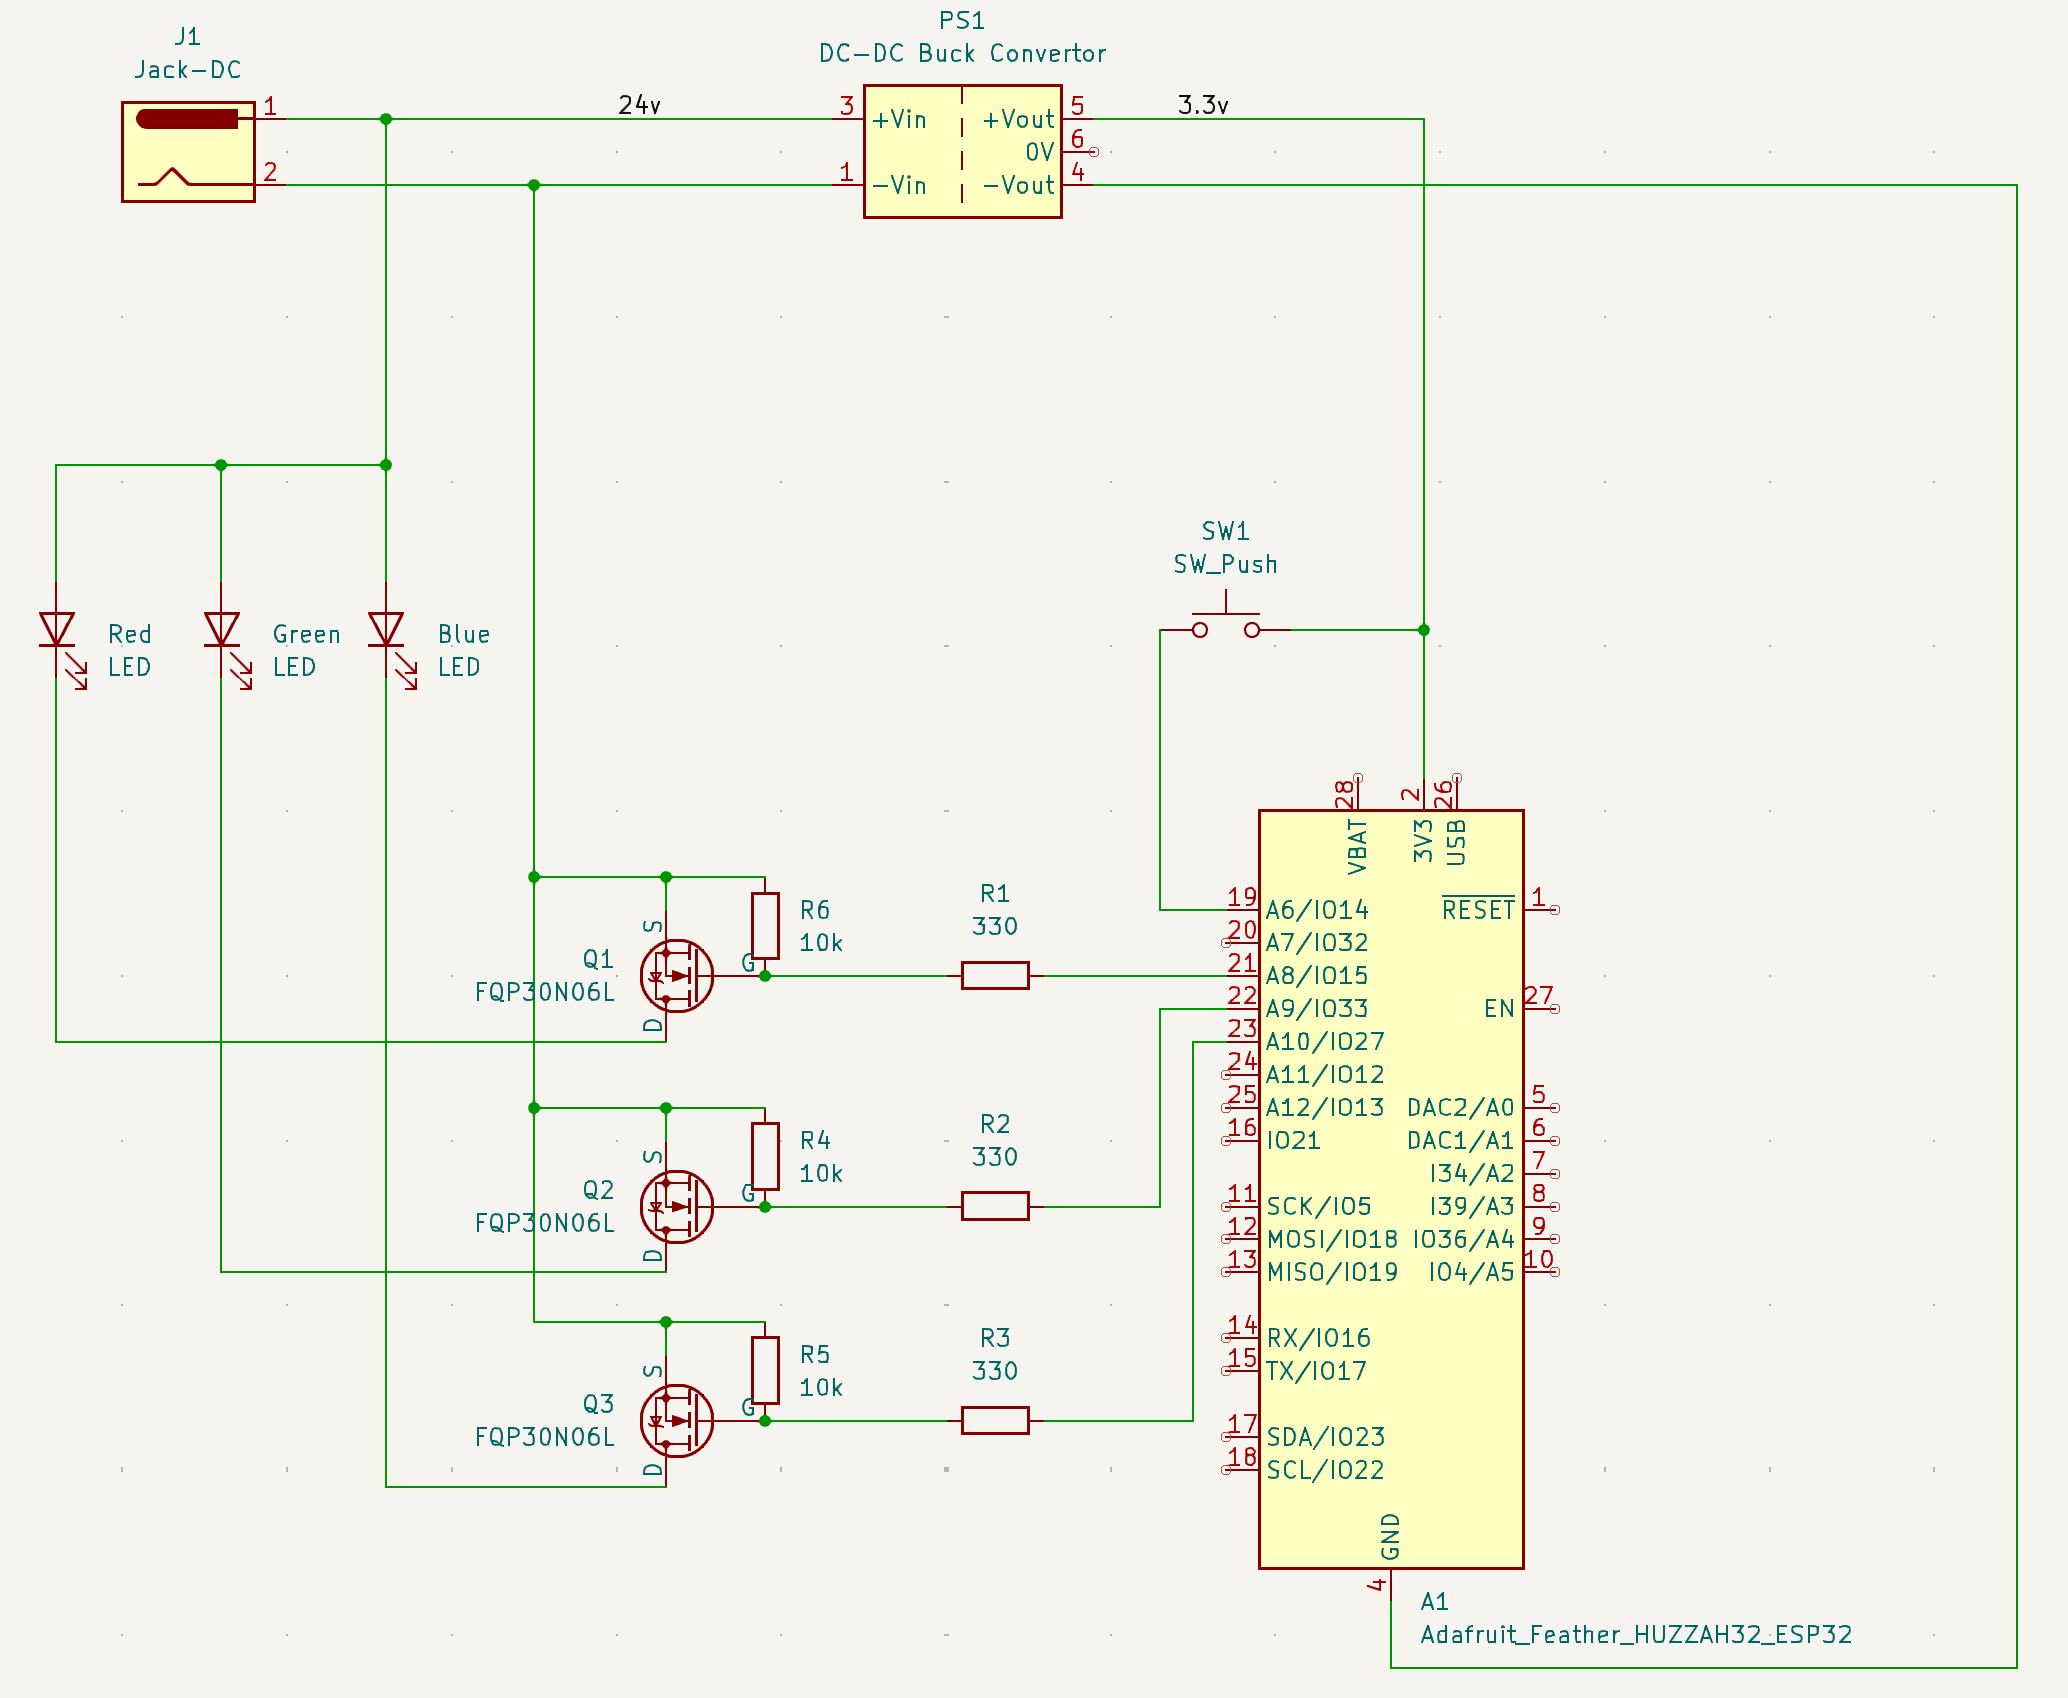 J1
Jack-DC
1
2
24v
PS1
DC-DC Buck Convertor
3
+Vin
1
-Vin
+Vout
5
0V
6
-Vout
4
3.3v
SW1
SW_Push
Red
LED
Green
LED
Blue
LED
S
G
D
Q1
FQP30N06L
R6
10k
R1
330
S
G
D
Q2
FQP30N06L
R4
10k
R2
330
S
G
D
Q3
FQP30N06L
R5
10k
R3
330
28
VBAT
2
3V3
26
USB
19 A6/IO14
20 A7/IO32
21 A8/IO15
22 A9/IO33
23 A10/IO27
24 A11/IO12
25 A12/IO13
16 IO21
11 SCK/IO5
12 MOSI/IO18
13 MISO/IO19
14 RX/IO16
15 TX/IO17
17 SDA/IO23
18 SCL/IO22
RESET 1
EN 27
DAC2/A0 5
DAC1/A1 6
I34/A2 7
I39/A3 8
IO36/A4 9
IO4/A5 10
GND
4
A1
Adafruit_Feather_HUZZAH32_ESP32